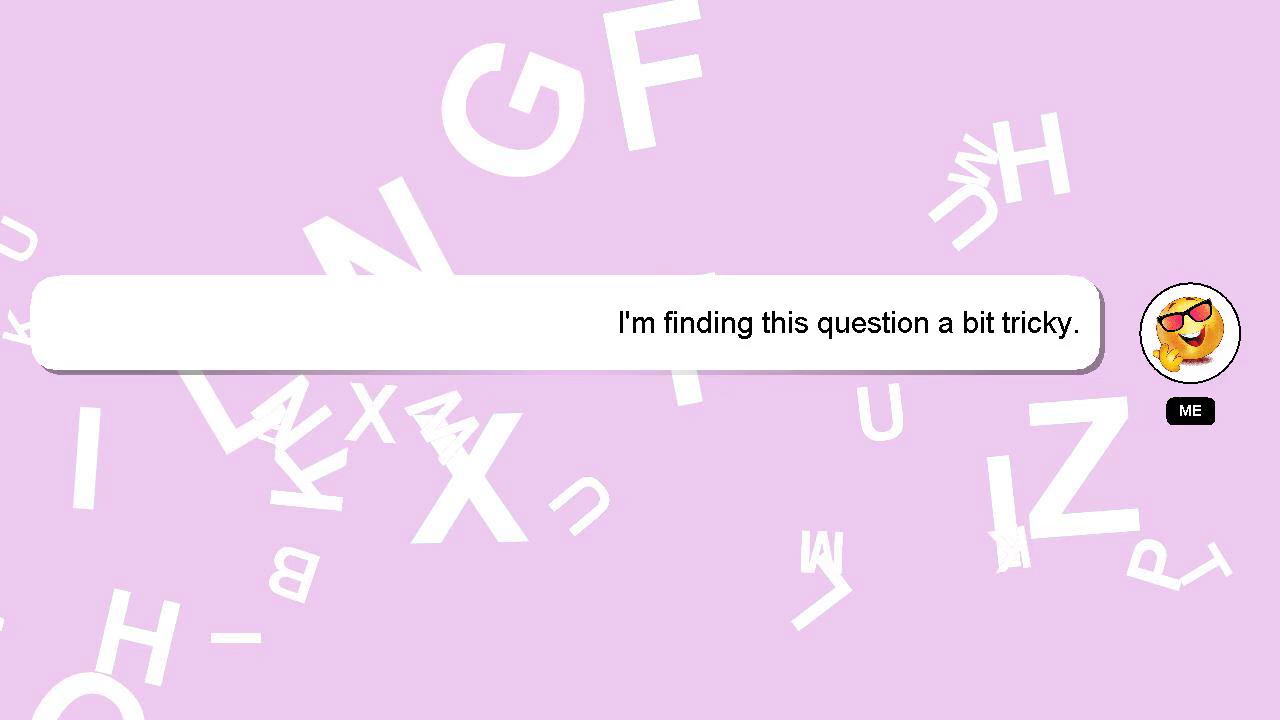 G F
W H
U
U
N
K
I'm finding this question a bit tricky.
ME
I
L
N
X
M
X
U
U
Z
I
K
K
B
M
L
P
T
H
I
O